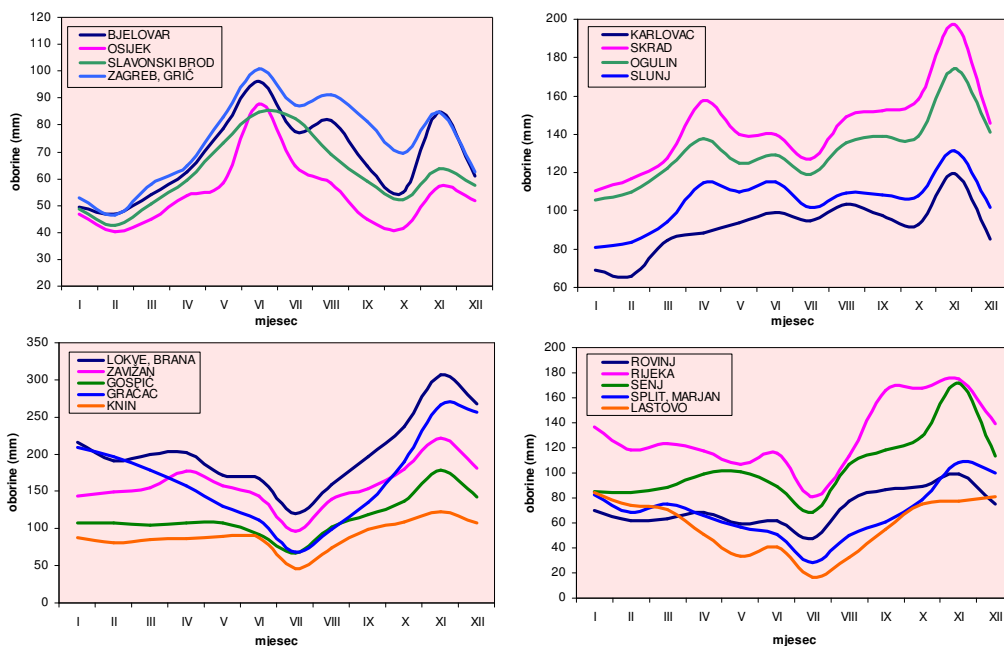 120
110
100
90
80
70
60
50
40
30
20
oborine (mm)
BJELOVAR
OSIJEK
SLAVONSKI BROD
ZAGREB, GRIČ
I II III IV V VI VII VIII IX X XI XII
mjesec
200
180
160
140
120
100
80
60
oborine (mm)
KARLOVAC
SKRAD
OGULIN
SLUNJ
I II III IV V VI VII VIII IX X XI XII
mjesec
350
300
250
200
150
100
50
0
oborine (mm)
LOKVE, BRANA
ZAVIŽAN
GOSPIĆ
GRAČAC
KNIN
I II III IV V VI VII VIII IX X XI XII
mjesec
200
180
160
140
120
100
80
60
40
20
0
oborine (mm)
ROVINJ
RIJEKA
SENJ
SPLIT, MARJAN
LASTOVO
I II III IV V VI VII VIII IX X XI XII
mjesec